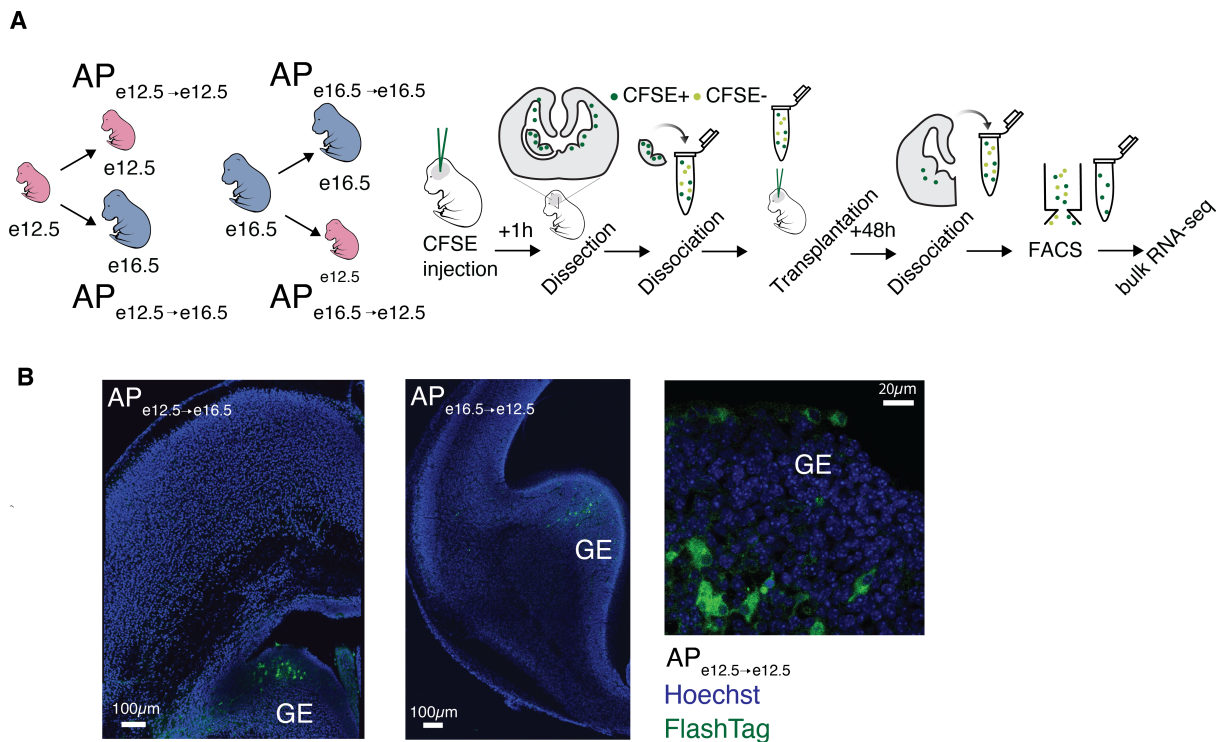 A
AP e12.5→e12.5
AP e16.5→e16.5
e12.5
e12.5
e16.5
AP e12.5→e16.5
e16.5
e16.5
e12.5
AP e16.5→e12.5
CFSE+ CFSE-
CFSE
injection
+1h
Dissection
Dissociation
Transplantation
+48h
Dissociation
FACS
bulk RNA-seq
B
AP e12.5→e16.5
GE
100µm
AP e16.5→e12.5
GE
100µm
20µm
GE
AP e12.5→e12.5
Hoechst
FlashTag